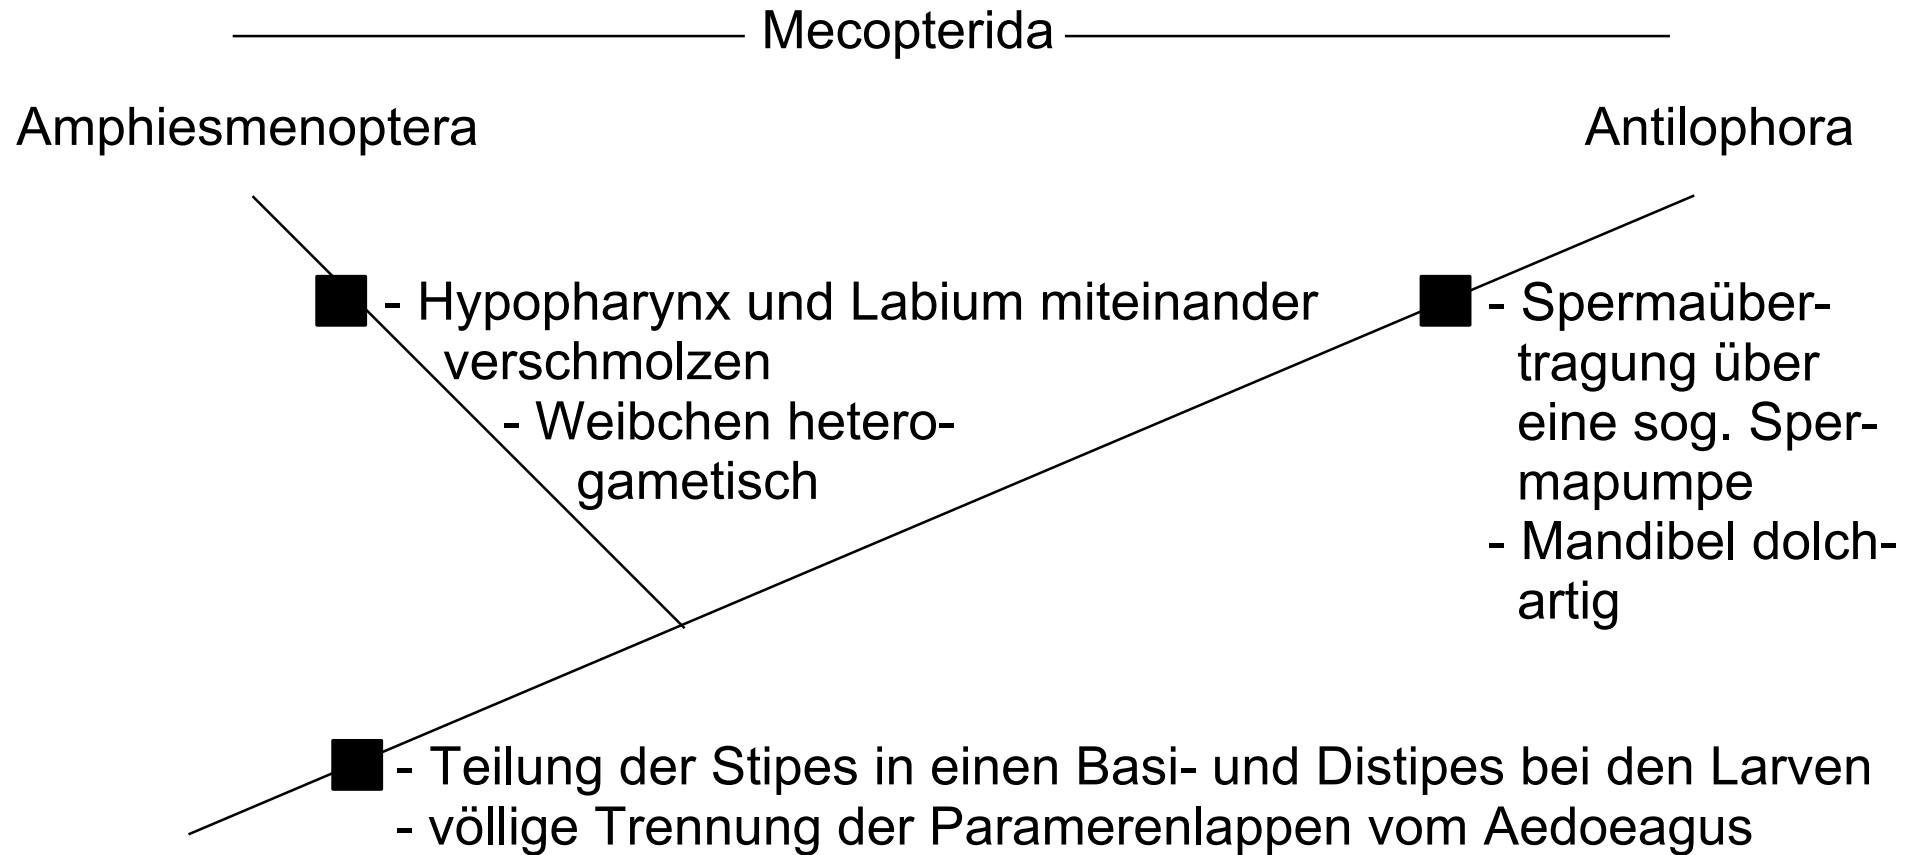 Mecopterida
Amphiesmenoptera
Antilophora
- Hypopharynx und Labium miteinander
verschmolzen
- Weibchen hetero-
gametisch
- Spermaüber-
tragung über
eine sog. Sper-
mapumpe
- Mandibel dolch-
artig
- Teilung der Stipes in einen Basi- und Distipes bei den Larven
- völlige Trennung der Paramerenlappen vom Aedoeagus